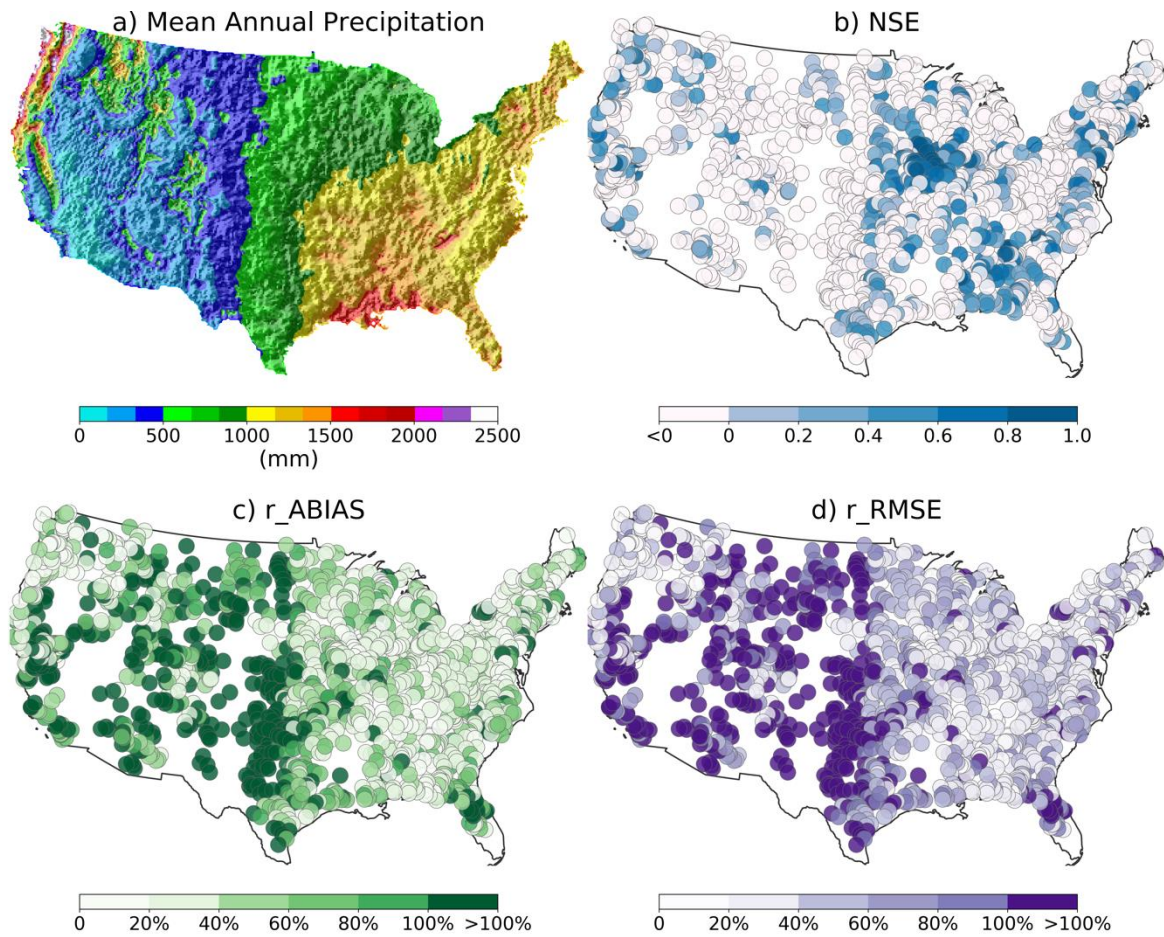 a) Mean Annual Precipitation
b) NSE
0 500 1000 1500 2000 2500
(mm)
<0 0 0.2 0.4 0.6 0.8 1.0
c) r_ABIAS
d) r_RMSE
0 20% 40% 60% 80% 100% >100%
0 20% 40% 60% 80% 100% >100%